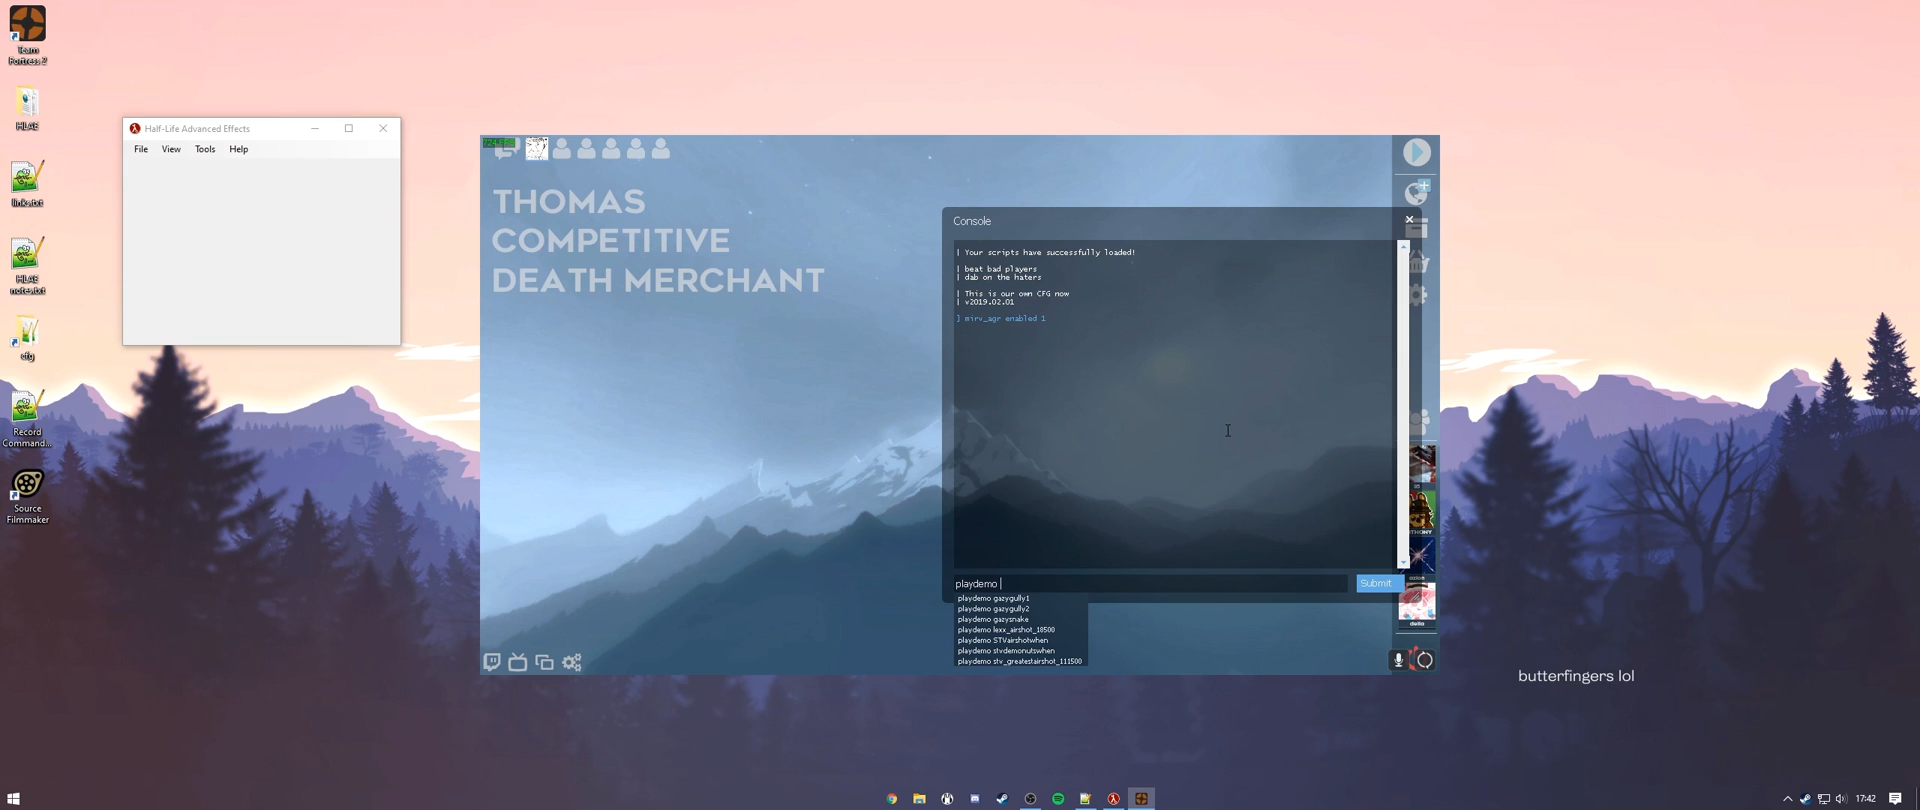 Team
Fortress 2
HLAE
links.txt
HLAE
notes.txt
cfg
Record
Command...
Source
Filmmaker
Half-Life Advanced Effects
File View Tools Help
THOMAS
COMPETITIVE
DEATH MERCHANT
Console
| Your scripts have successfully loaded!
| beat bad players
| dab on the haters
| This is our own CFG now
| v2019.02.01
] mirv_agr enabled 1
playdemo
Submit
playdemo gazygully1
playdemo gazygully2
playdemo gazysnake
playdemo lexx_airshot_18500
playdemo STVairshotwhen
playdemo stvdemonutswhen
playdemo stv_greatestairshot_111500
della
butterfingers lol
17:42